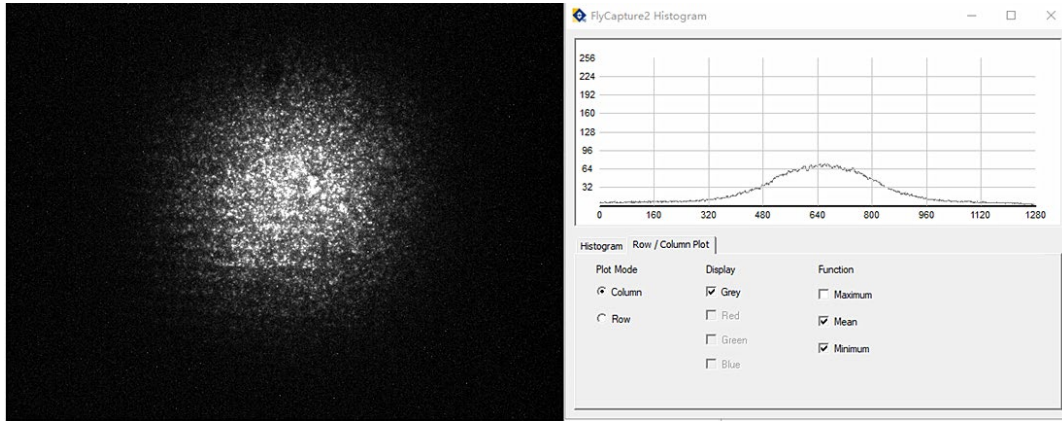 FlyCapture2 Histogram
256
224
192
160
128
96
64
32
0 160 320 480 640 800 960 1120 1280
Histogram Row / Column Plot
Plot Mode Display Function
Column Grey Maximum
Row Red Mean
Green Minimum
Blue